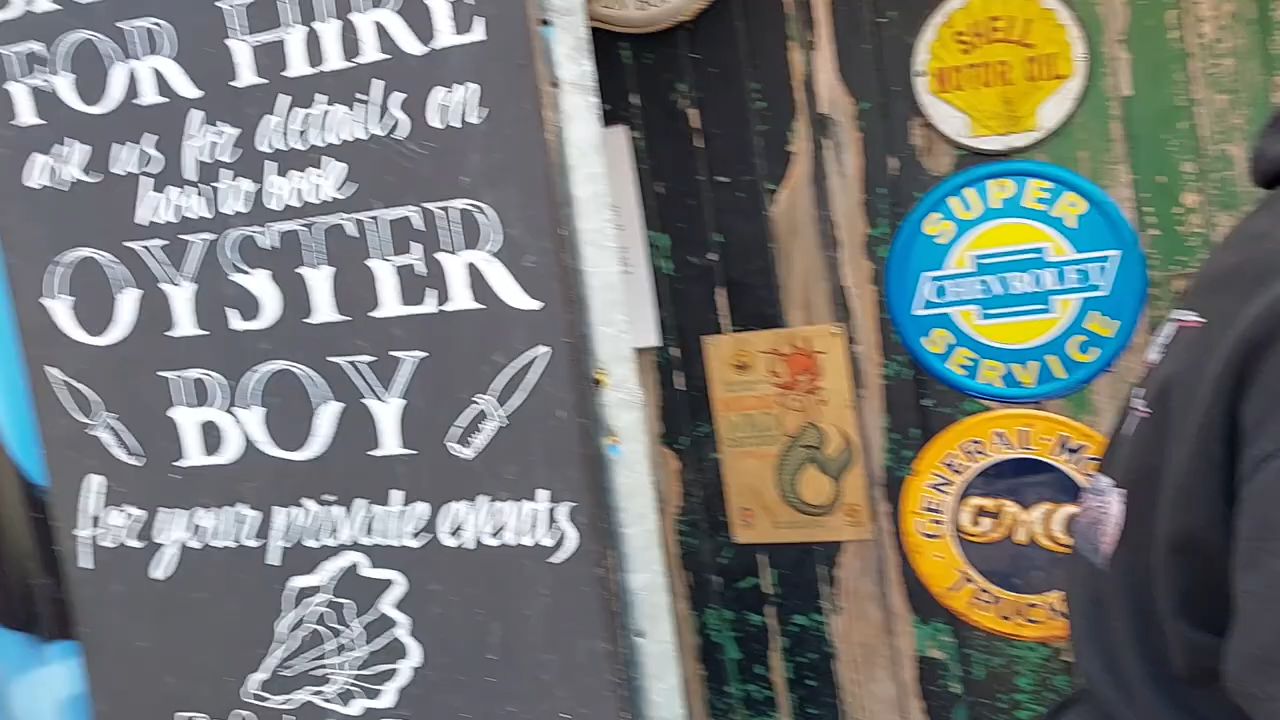 FOR HIRE
ask us for details on
how to book
OYSTER
BOY
for your private events
SHELL
MOTOR OIL
SUPER
CHEVROLET
SERVICE
GENERAL
GMC